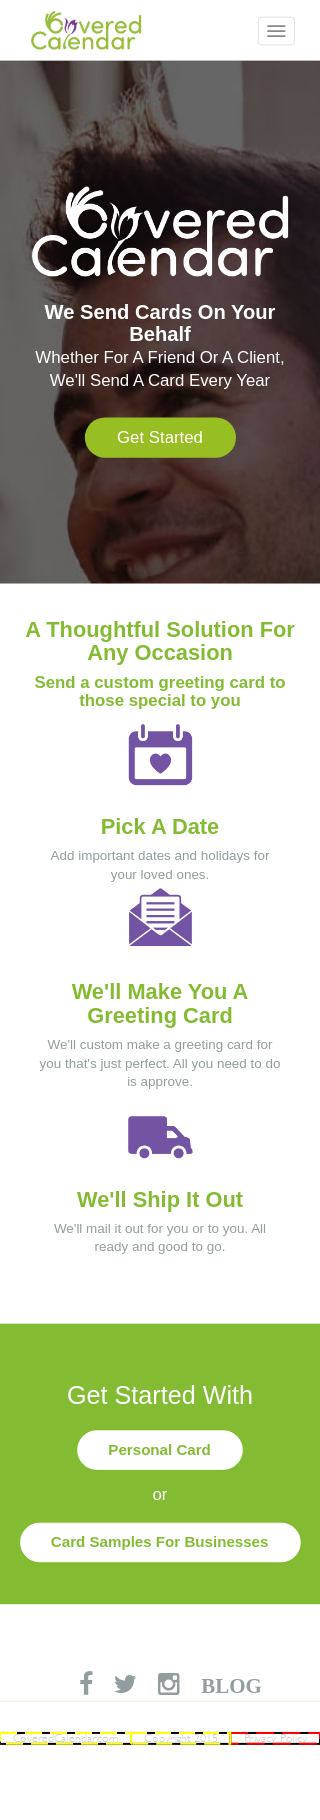 Covered
Calendar
Covered
Calendar
We Send Cards On Your
Behalf
Whether For A Friend Or A Client,
We'll Send A Card Every Year
Get Started
A Thoughtful Solution For
Any Occasion
Send a custom greeting card to
those special to you
Pick A Date
Add important dates and holidays for
your loved ones.
We'll Make You A
Greeting Card
We'll custom make a greeting card for
you that's just perfect. All you need to do
is approve.
We'll Ship It Out
We'll mail it out for you or to you. All
ready and good to go.
Get Started With
Personal Card
or
Card Samples For Businesses
BLOG
CoveredCalendar.com Copyright 2015 Privacy Policy